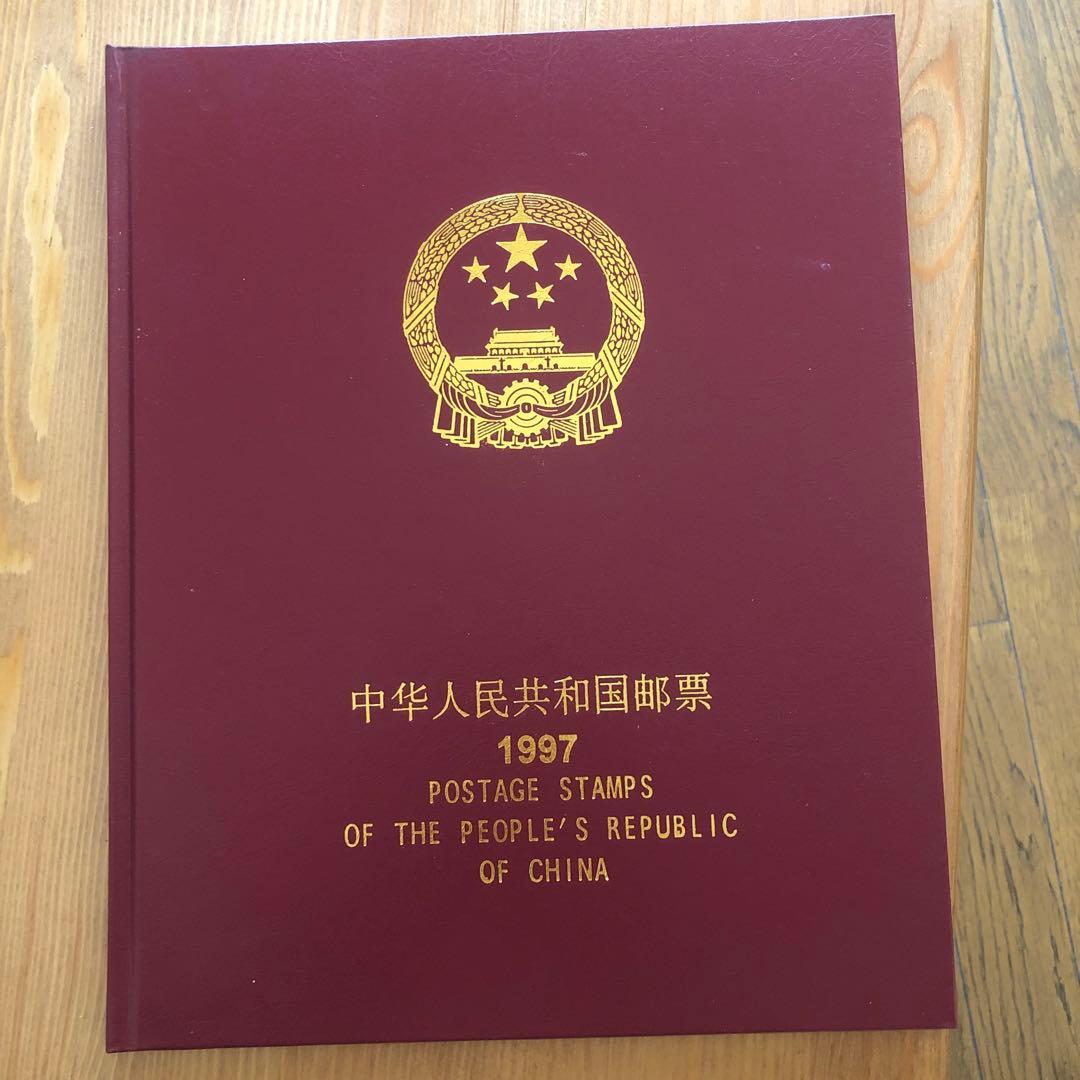 中华人民共和国邮票
1997
POSTAGE STAMPS
OF THE PEOPLE'S REPUBLIC
OF CHINA